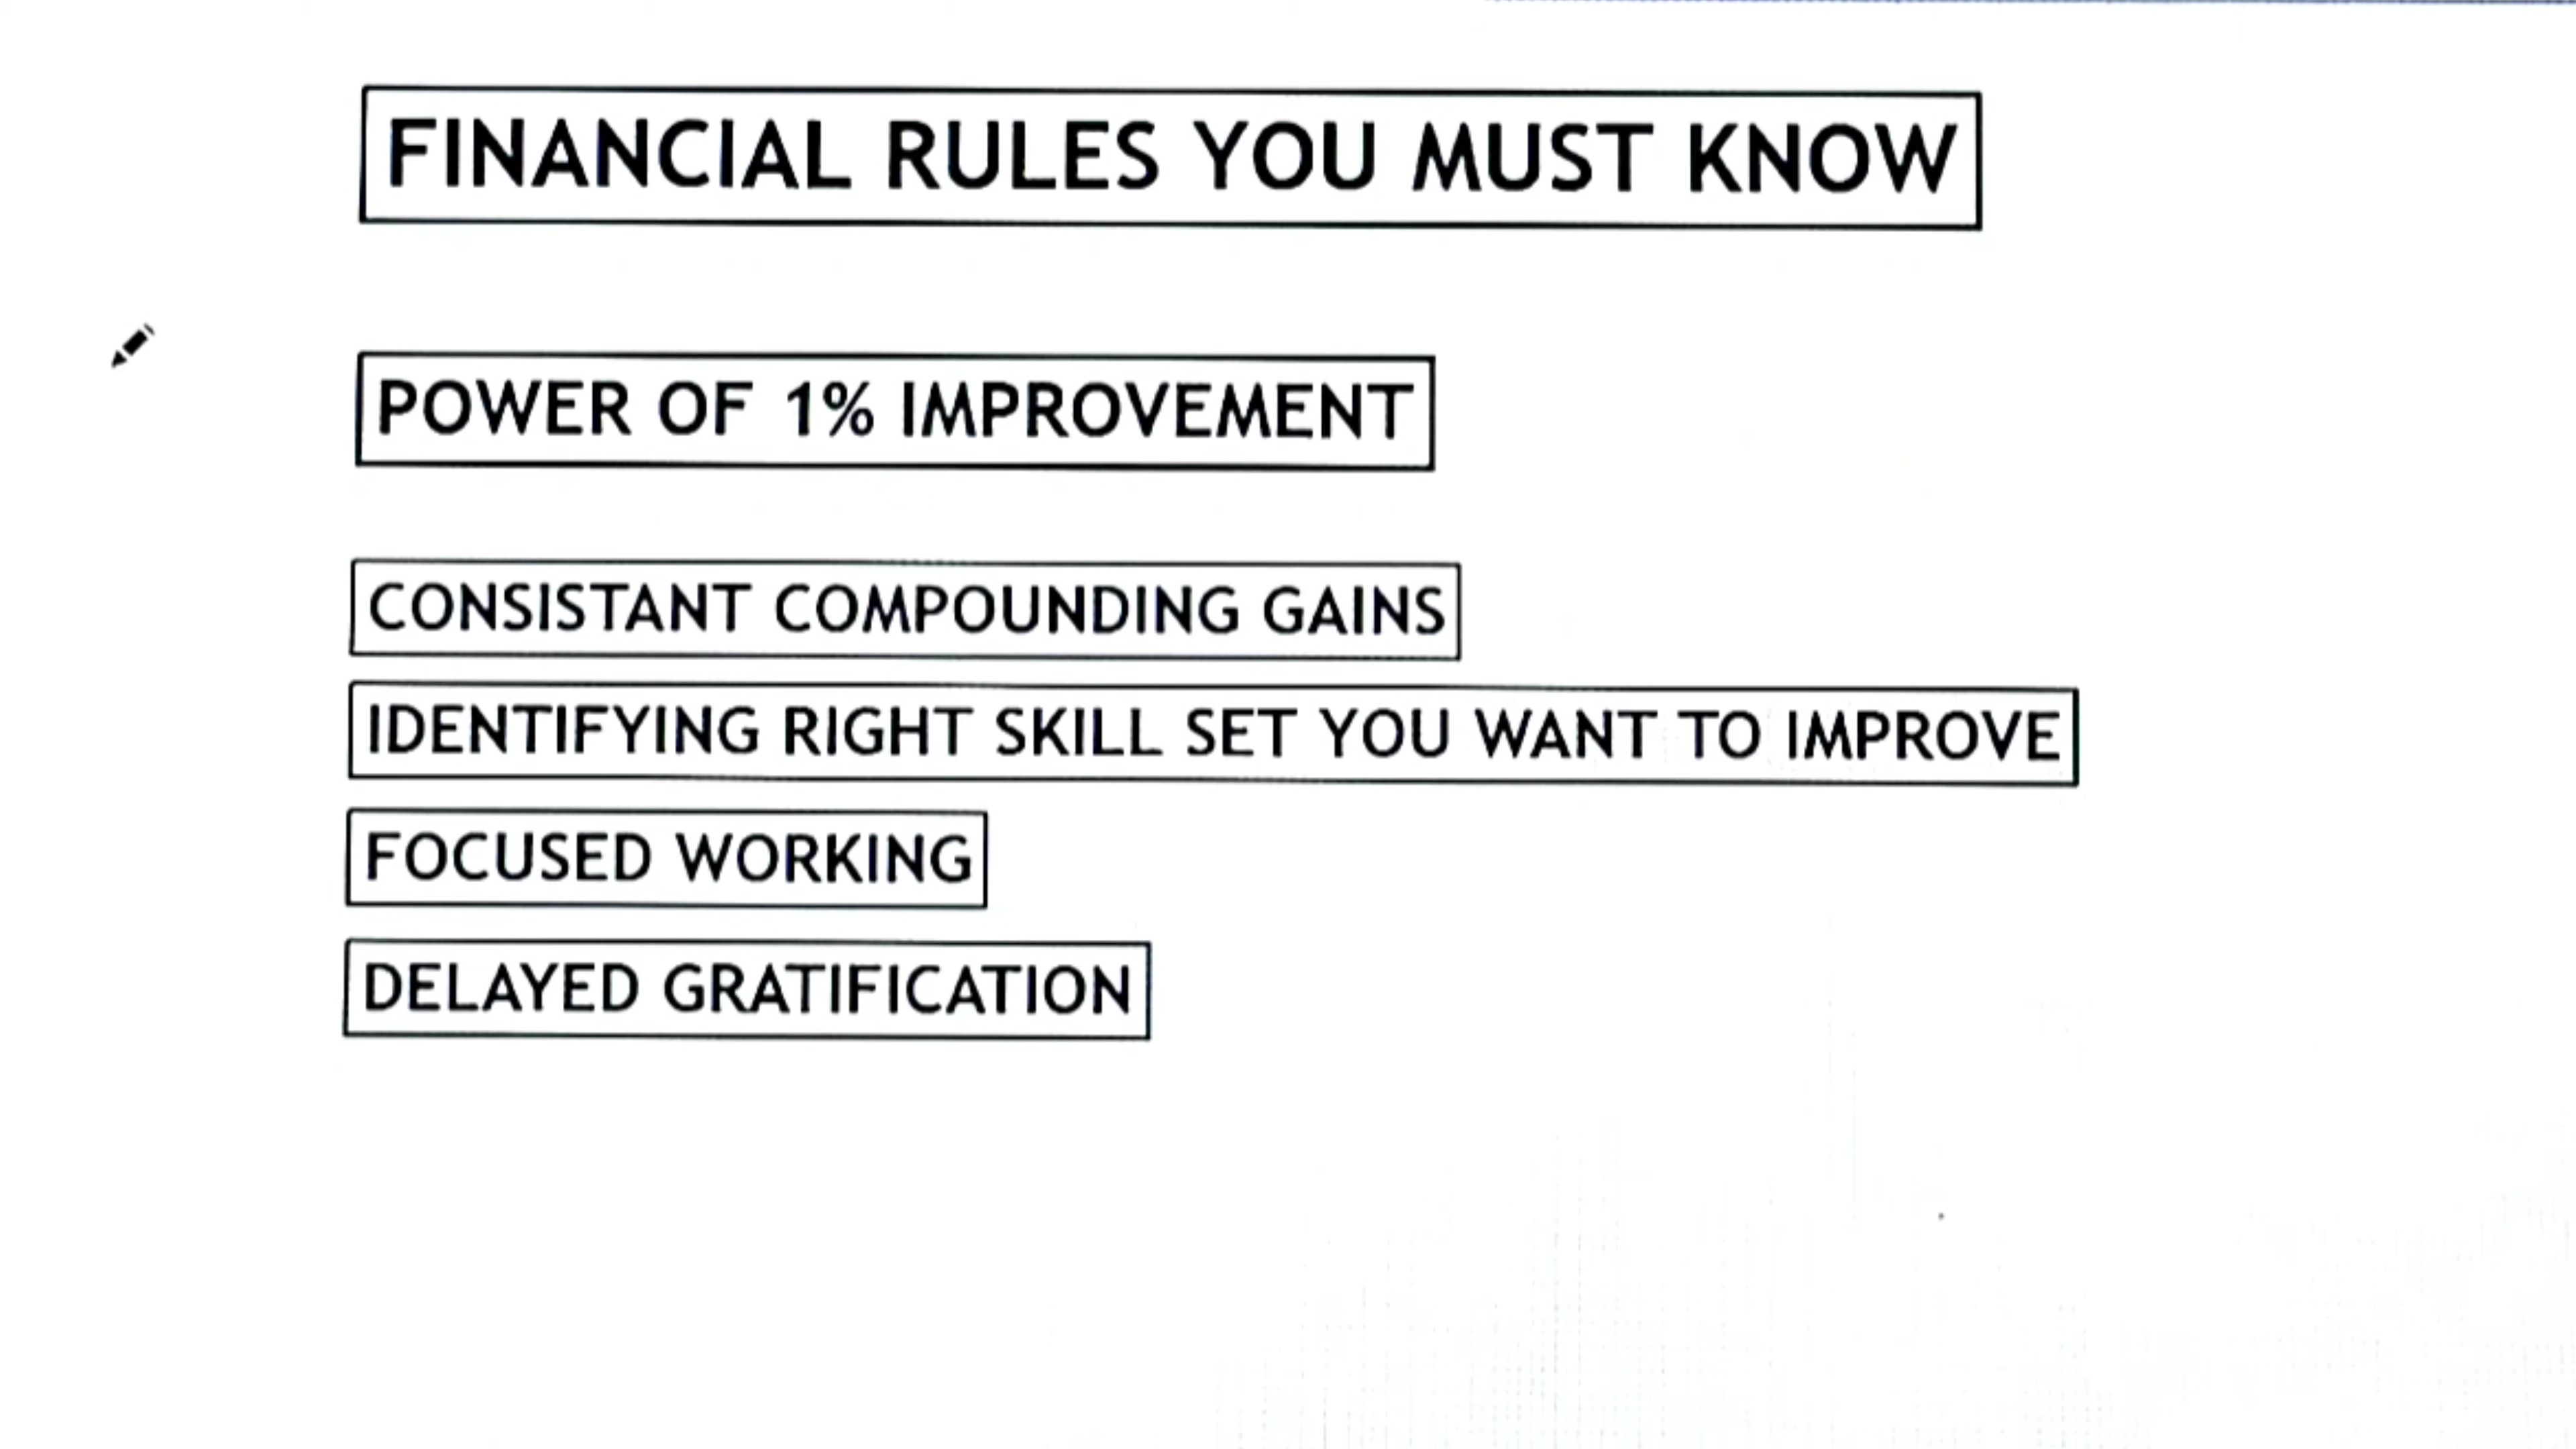 FINANCIAL RULES YOU MUST KNOW
POWER OF 1% IMPROVEMENT
CONSISTANT COMPOUNDING GAINS
IDENTIFYING RIGHT SKILL SET YOU WANT TO IMPROVE
FOCUSED WORKING
DELAYED GRATIFICATION